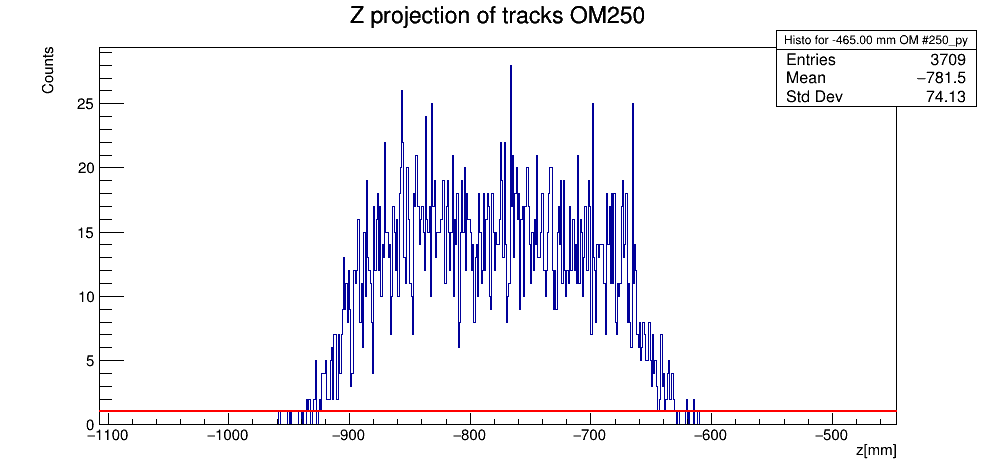 Z projection of tracks OM250
Histo for -465.00 mm OM #250_py
Entries 3709
Mean −781.5
Std Dev 74.13
Counts
25
20
15
10
5
0
−1100 −1000 −900 −800 −700 −600 −500
z[mm]